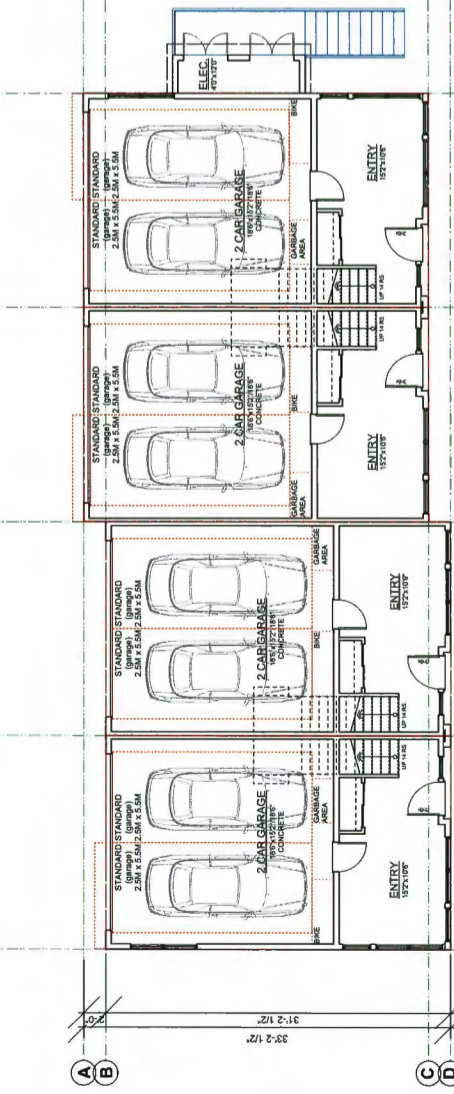 ELEC.
4'0"x12'0"
STANDARD STANDARD
(garage) (garage)
2.5M x 5.5M 2.5M x 5.5M
2 CAR GARAGE
CONCRETE
GARBAGE
AREA
BIKE
ENTRY
15'2"x10'6"
UP 14 RS
STANDARD STANDARD
(garage) (garage)
2.5M x 5.5M 2.5M x 5.5M
2 CAR GARAGE
CONCRETE
GARBAGE
AREA
BIKE
ENTRY
15'2"x10'6"
UP 14 RS
STANDARD STANDARD
(garage) (garage)
2.5M x 5.5M 2.5M x 5.5M
2 CAR GARAGE
CONCRETE
BIKE
GARBAGE
AREA
ENTRY
UP 14 RS
STANDARD STANDARD
(garage) (garage)
2.5M x 5.5M 2.5M x 5.5M
2 CAR GARAGE
CONCRETE
BIKE
GARBAGE
AREA
ENTRY
15'2"x10'6"
UP 14 RS
2'-0"
31'-2 1/2"
33'-2 1/2"
A
B
C
D